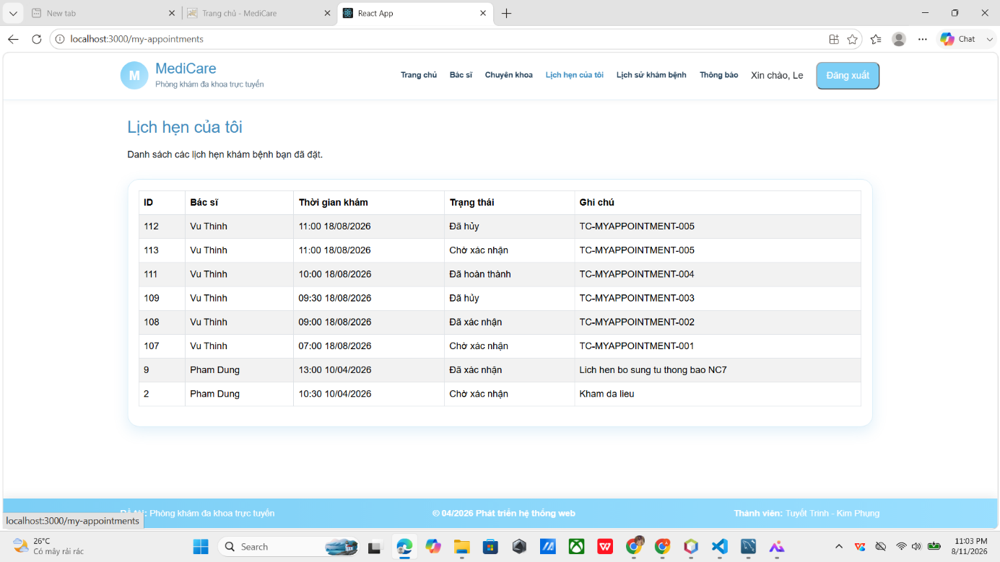 New tab
Trang chủ - MediCare
React App
localhost:3000/my-appointments
Chat
M
MediCare
Phòng khám đa khoa trực tuyến
Trang chủ Bác sĩ Chuyên khoa Lịch hẹn của tôi Lịch sử khám bệnh Thông báo Xin chào, Le Đăng xuất
Lịch hẹn của tôi
Danh sách các lịch hẹn khám bệnh bạn đã đặt.
ID Bác sĩ Thời gian khám Trạng thái Ghi chú
112 Vu Thinh 11:00 18/08/2026 Đã hủy TC-MYAPPOINTMENT-005
113 Vu Thinh 11:00 18/08/2026 Chờ xác nhận TC-MYAPPOINTMENT-005
111 Vu Thinh 10:00 18/08/2026 Đã hoàn thành TC-MYAPPOINTMENT-004
109 Vu Thinh 09:30 18/08/2026 Đã hủy TC-MYAPPOINTMENT-003
108 Vu Thinh 09:00 18/08/2026 Đã xác nhận TC-MYAPPOINTMENT-002
107 Vu Thinh 07:00 18/08/2026 Chờ xác nhận TC-MYAPPOINTMENT-001
9 Pham Dung 13:00 10/04/2026 Đã xác nhận Lich hen bo sung tu thong bao NC7
2 Pham Dung 10:30 10/04/2026 Chờ xác nhận Kham da lieu
Phòng khám đa khoa trực tuyến © 04/2026 Phát triển hệ thống web Thành viên: Tuyết Trinh - Kim Phụng
localhost:3000/my-appointments
26°C
Có mây rải rác
Search
11:03 PM
8/11/2026